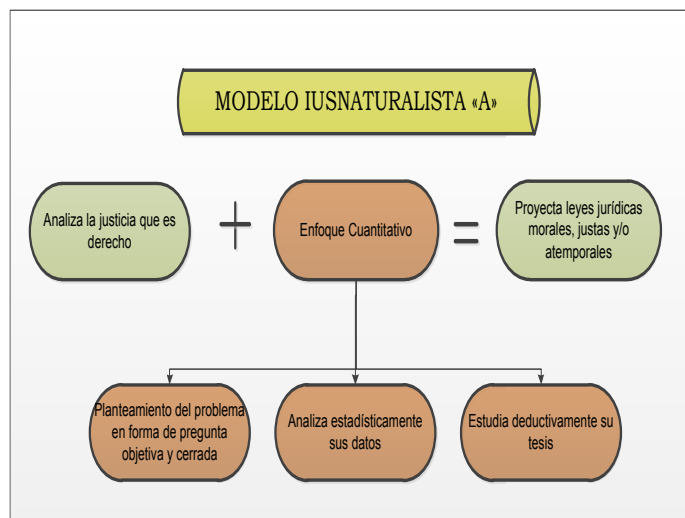 MODELO IUSNATURALISTA «A»
Analiza la justicia que es
derecho
+
Enfoque Cuantitativo
=
Proyecta leyes jurídicas
morales, justas y/o
atemporales
Planteamiento del problema
en forma de pregunta
objetiva y cerrada
Analiza estadísticamente
sus datos
Estudia deductivamente su
tesis